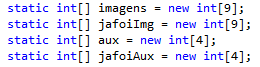 static int[] imagens = new int[9];
static int[] jafoiImg = new int[9];
static int[] aux = new int[4];
static int[] jafoiAux = new int[4];